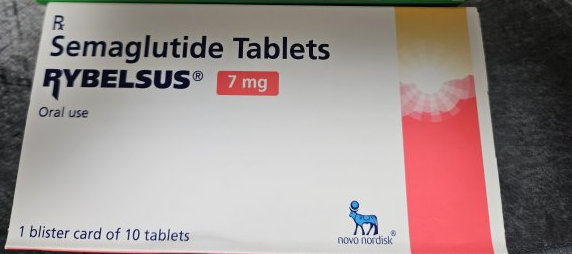 ℞
Semaglutide Tablets
RYBELSUS® 7 mg
Oral use
1 blister card of 10 tablets
novo nordisk®